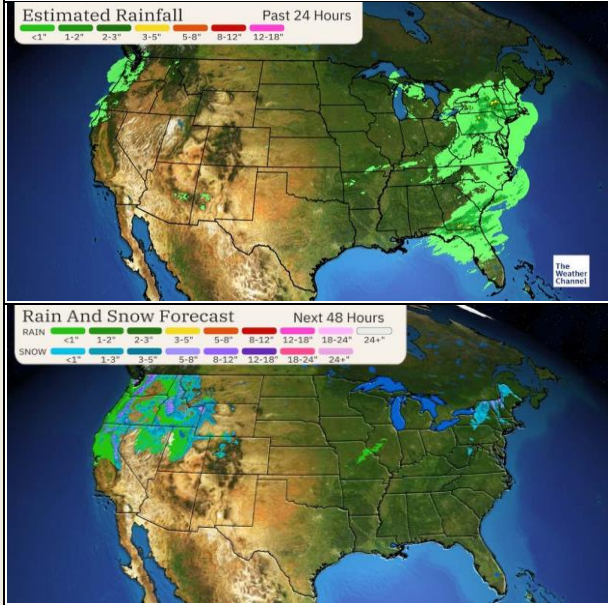 Estimated Rainfall Past 24 Hours
<1" 1-2" 2-3" 3-5" 5-8" 8-12" 12-18"
The
Weather
Channel
Rain And Snow Forecast Next 48 Hours
RAIN
<1" 1-2" 2-3" 3-5" 5-8" 8-12" 12-18" 18-24" 24+"
SNOW
<1" 1-3" 3-5" 5-8" 8-12" 12-18" 18-24" 24+"